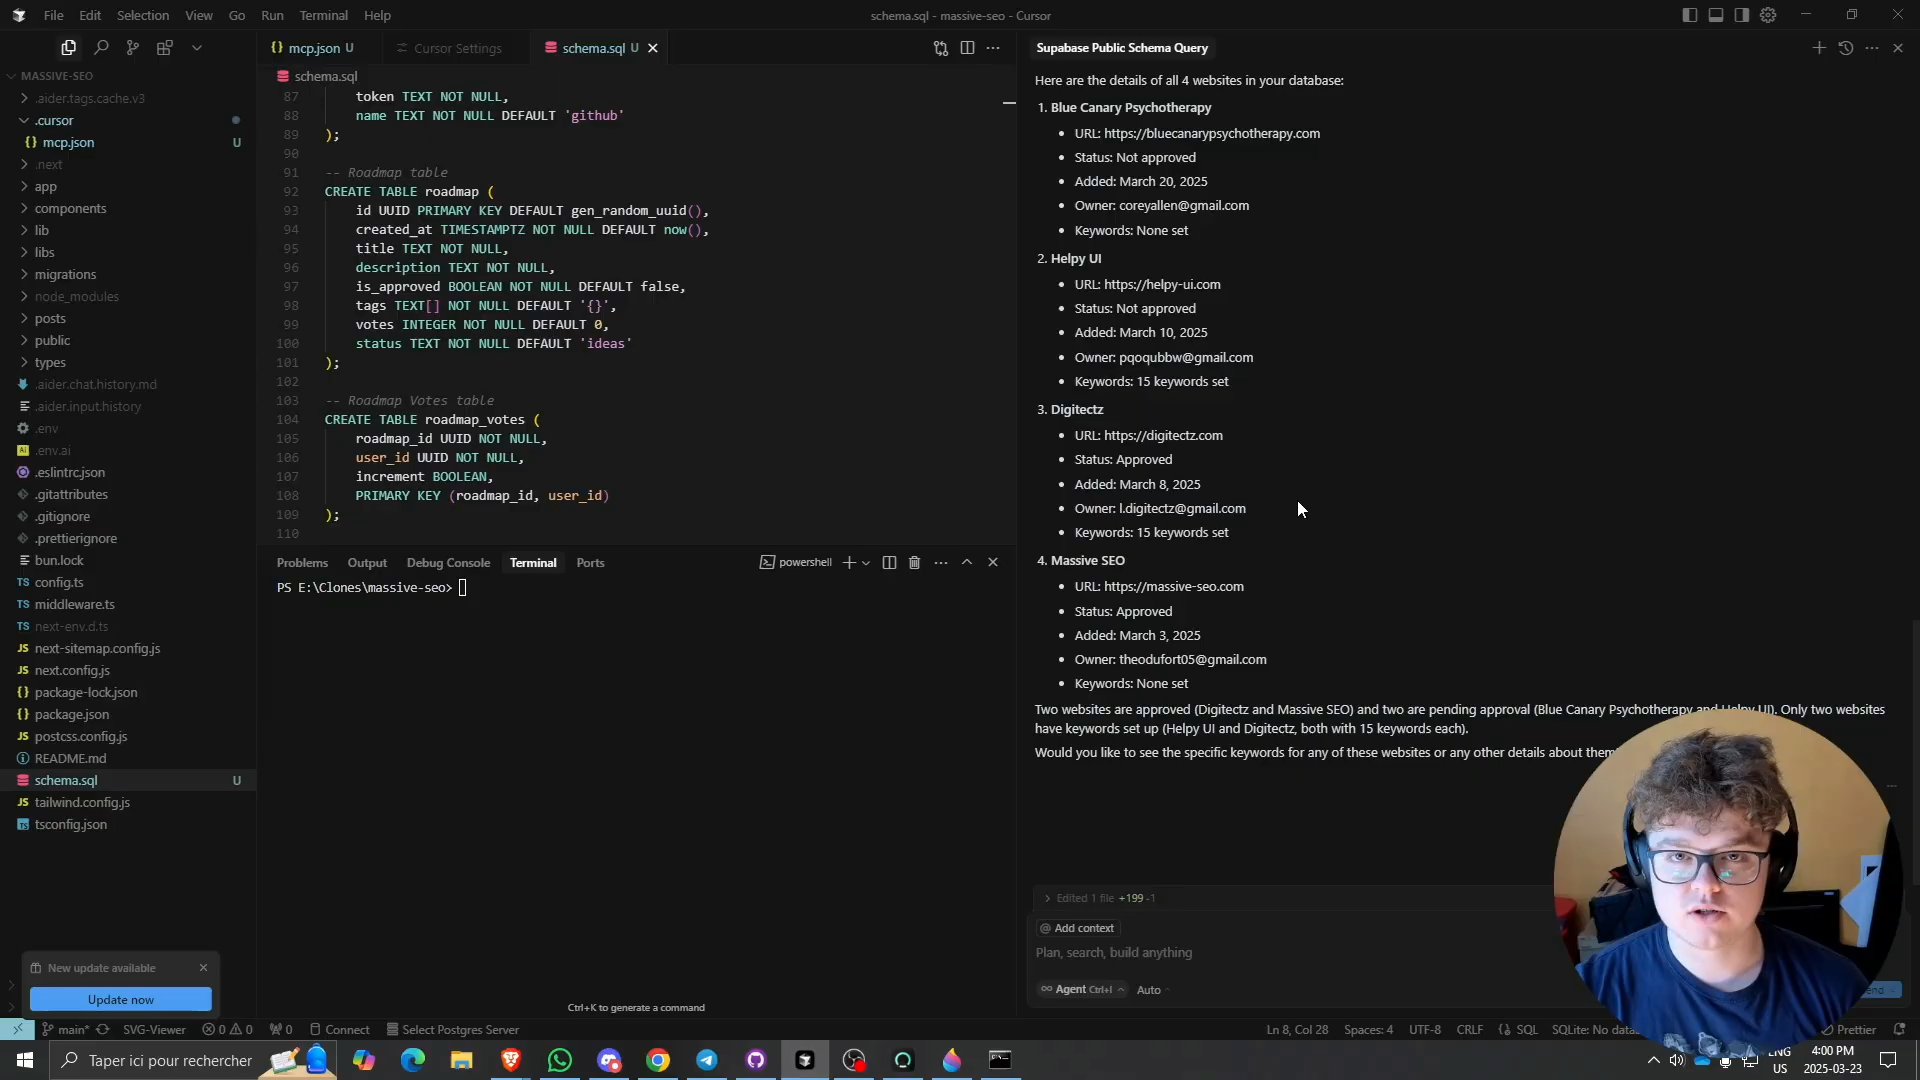 File Edit Selection View Go Run Terminal Help
schema.sql - massive-seo - Cursor
MASSIVE-SEO
.aider.tags.cache.v3
.cursor
mcp.json U
.next
app
components
lib
libs
migrations
node_modules
posts
public
types
.aider.chat.history.md
.aider.input.history
.env
.env.ai
.eslintrc.json
.gitattributes
.gitignore
.prettierignore
bun.lock
config.ts
middleware.ts
next-env.d.ts
next-sitemap.config.js
next.config.js
package-lock.json
package.json
postcss.config.js
README.md
schema.sql U
tailwind.config.js
tsconfig.json
New update available
Update now
mcp.json U Cursor Settings schema.sql U
schema.sql
87 token TEXT NOT NULL,
88 name TEXT NOT NULL DEFAULT 'github'
89 );
90
91 -- Roadmap table
92 CREATE TABLE roadmap (
93 id UUID PRIMARY KEY DEFAULT gen_random_uuid(),
94 created_at TIMESTAMPTZ NOT NULL DEFAULT now(),
95 title TEXT NOT NULL,
96 description TEXT NOT NULL,
97 is_approved BOOLEAN NOT NULL DEFAULT false,
98 tags TEXT[] NOT NULL DEFAULT '{}',
99 votes INTEGER NOT NULL DEFAULT 0,
100 status TEXT NOT NULL DEFAULT 'ideas'
101 );
102
103 -- Roadmap Votes table
104 CREATE TABLE roadmap_votes (
105 roadmap_id UUID NOT NULL,
106 user_id UUID NOT NULL,
107 increment BOOLEAN,
108 PRIMARY KEY (roadmap_id, user_id)
109 );
110
Problems Output Debug Console Terminal Ports
powershell
PS E:\Clones\massive-seo>
Ctrl+K to generate a command
Supabase Public Schema Query
Here are the details of all 4 websites in your database:
1. Blue Canary Psychotherapy
URL: https://bluecanarypsychotherapy.com
Status: Not approved
Added: March 20, 2025
Owner: coreyallen@gmail.com
Keywords: None set
2. Helpy UI
URL: https://helpy-ui.com
Status: Not approved
Added: March 10, 2025
Owner: pqoqubbw@gmail.com
Keywords: 15 keywords set
3. Digitectz
URL: https://digitectz.com
Status: Approved
Added: March 8, 2025
Owner: l.digitectz@gmail.com
Keywords: 15 keywords set
4. Massive SEO
URL: https://massive-seo.com
Status: Approved
Added: March 3, 2025
Owner: theodufort05@gmail.com
Keywords: None set
Two websites are approved (Digitectz and Massive SEO) and two are pending approval (Blue Canary Psychotherapy and Helpy UI). Only two websites
have keywords set up (Helpy UI and Digitectz, both with 15 keywords each).
Would you like to see the specific keywords for any of these websites or any other details about them
Edited 1 file +199 -1
@ Add context
Plan, search, build anything
Agent Ctrl+I Auto
main* SVG-Viewer 0 0 0 Connect Select Postgres Server
Ln 8, Col 28 Spaces: 4 UTF-8 CRLF SQL SQLite: No Prettier
Taper ici pour rechercher
ENG
US
4:00 PM
2025-03-23